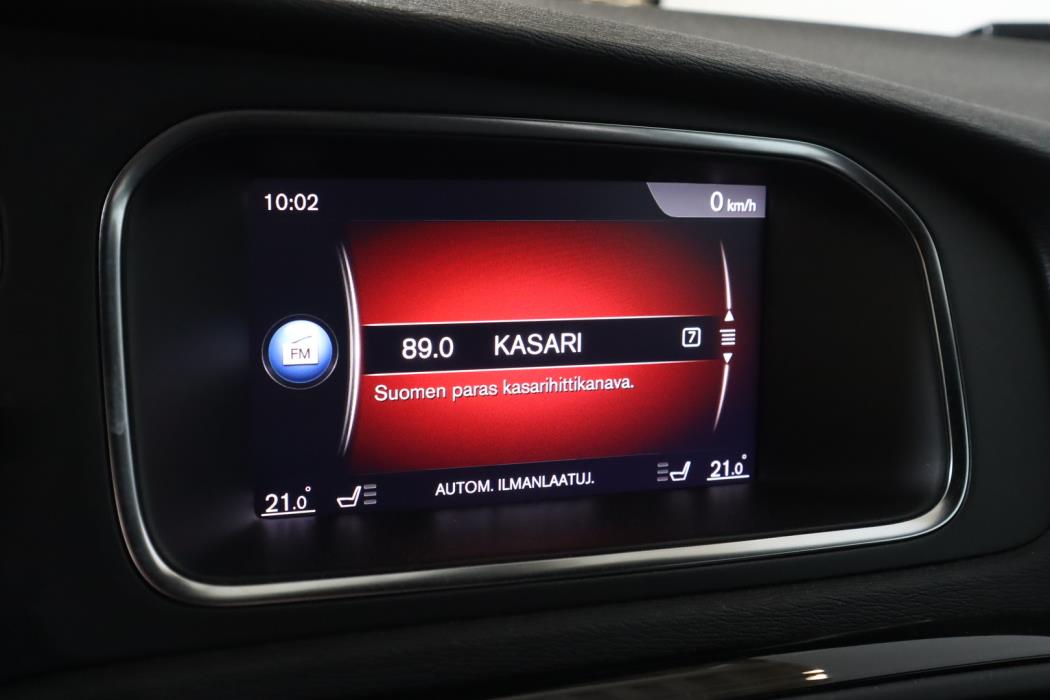 10:02
0 km/h
FM
89.0 KASARI 7
Suomen paras kasarihittikanava.
21.0° AUTOM. ILMANLAATUJ. 21.0°